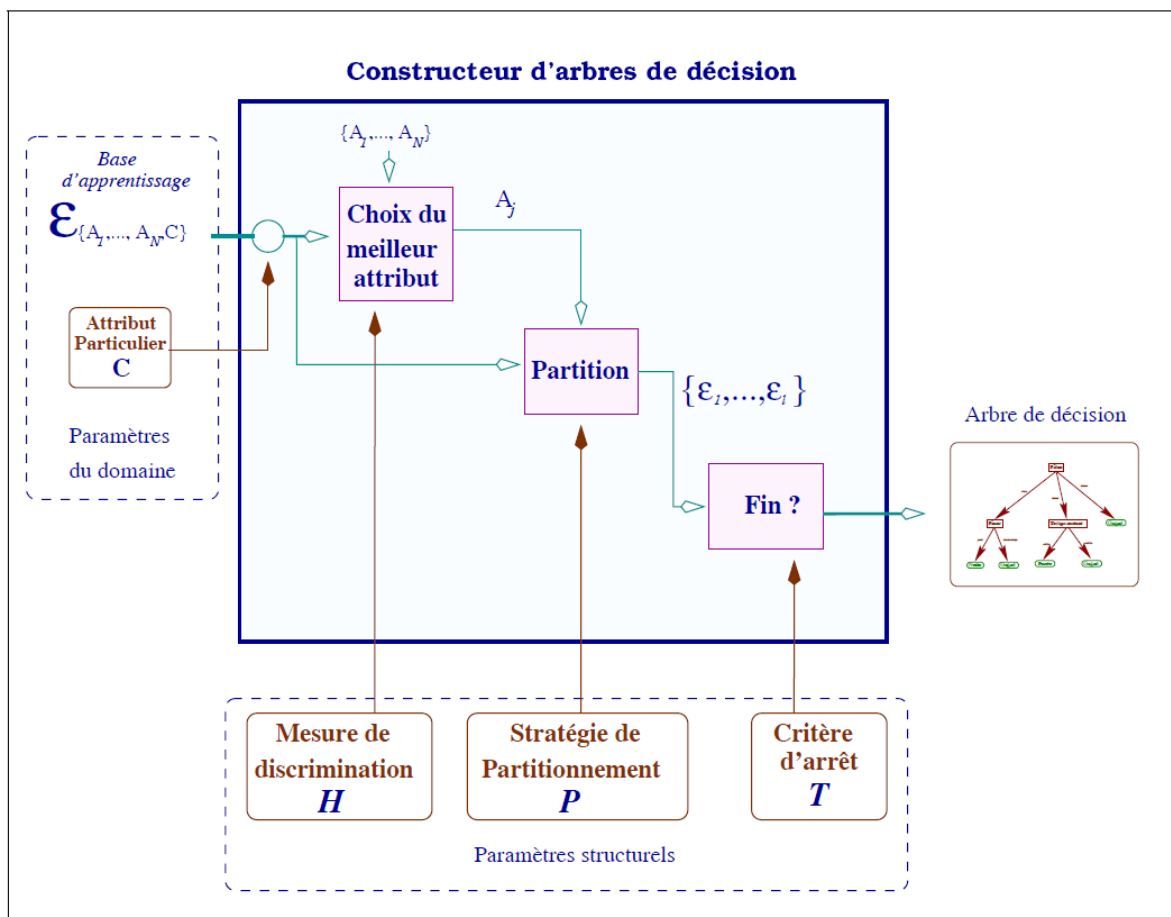 Constructeur d'arbres de décision
{A1,..., AN}
Base
d'apprentissage
ε{A1,..., AN,C}
Attribut
Particulier
C
Paramètres
du domaine
Choix du
meilleur
attribut
Aj
Partition
{ε1,...,εl}
Fin ?
Arbre de décision
Mesure de
discrimination
H
Stratégie de
Partitionnement
P
Critère
d'arrêt
T
Paramètres structurels